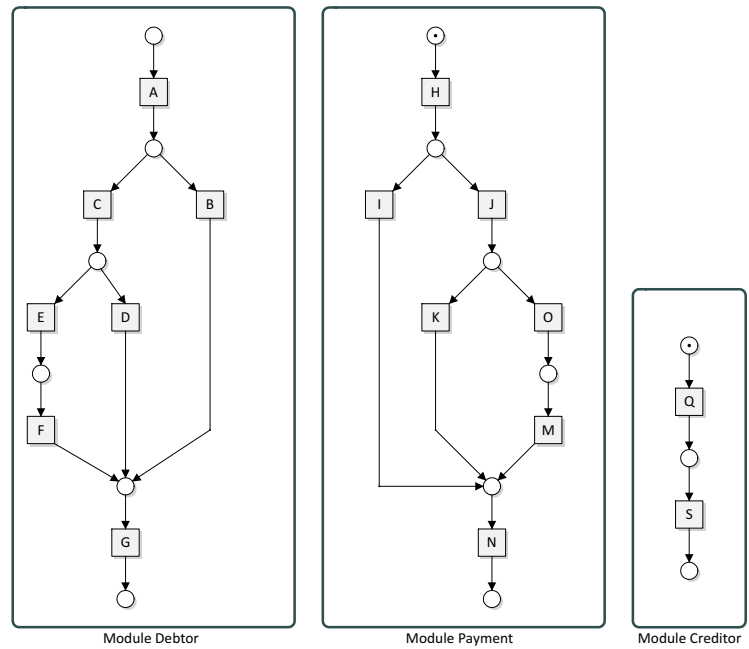 A
C
B
E
D
F
G
Module Debtor
H
I
J
K
O
M
N
Module Payment
Q
S
Module Creditor